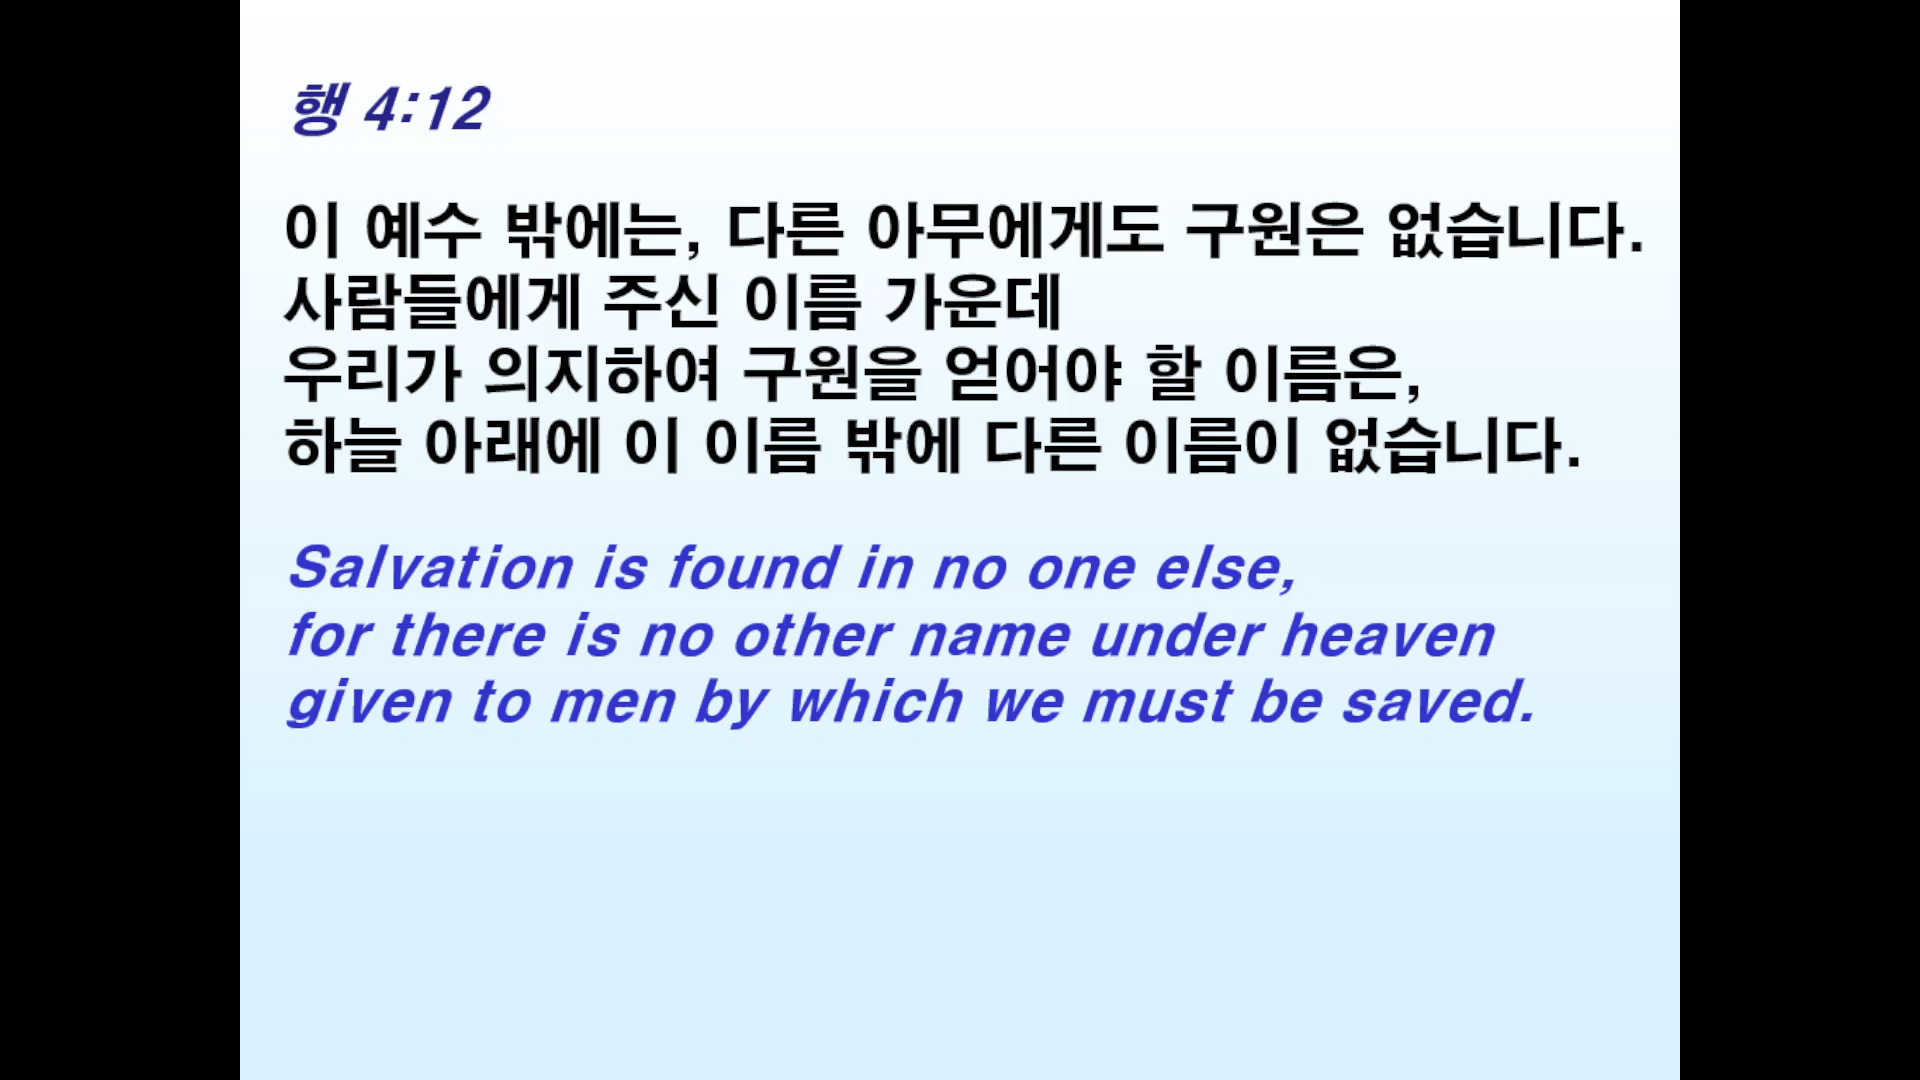 행 4:12
이 예수 밖에는, 다른 아무에게도 구원은 없습니다.
사람들에게 주신 이름 가운데
우리가 의지하여 구원을 얻어야 할 이름은,
하늘 아래에 이 이름 밖에 다른 이름이 없습니다.
Salvation is found in no one else,
for there is no other name under heaven
given to men by which we must be saved.